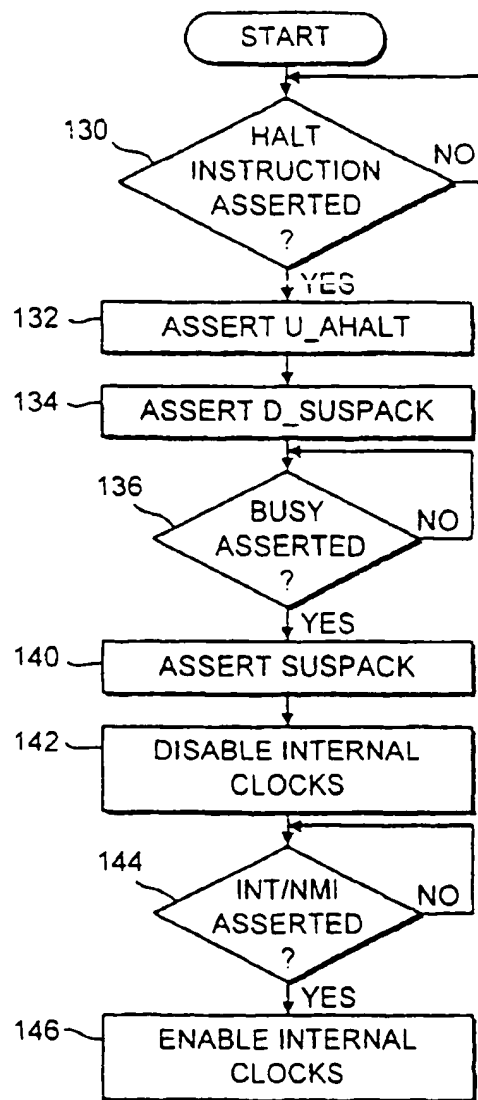 START
130
HALT
INSTRUCTION
ASSERTED
?
NO
YES
132
ASSERT U_AHALT
134
ASSERT D_SUSPACK
136
BUSY
ASSERTED
?
NO
YES
140
ASSERT SUSPACK
142
DISABLE INTERNAL
CLOCKS
144
INT/NMI
ASSERTED
?
NO
YES
146
ENABLE INTERNAL
CLOCKS